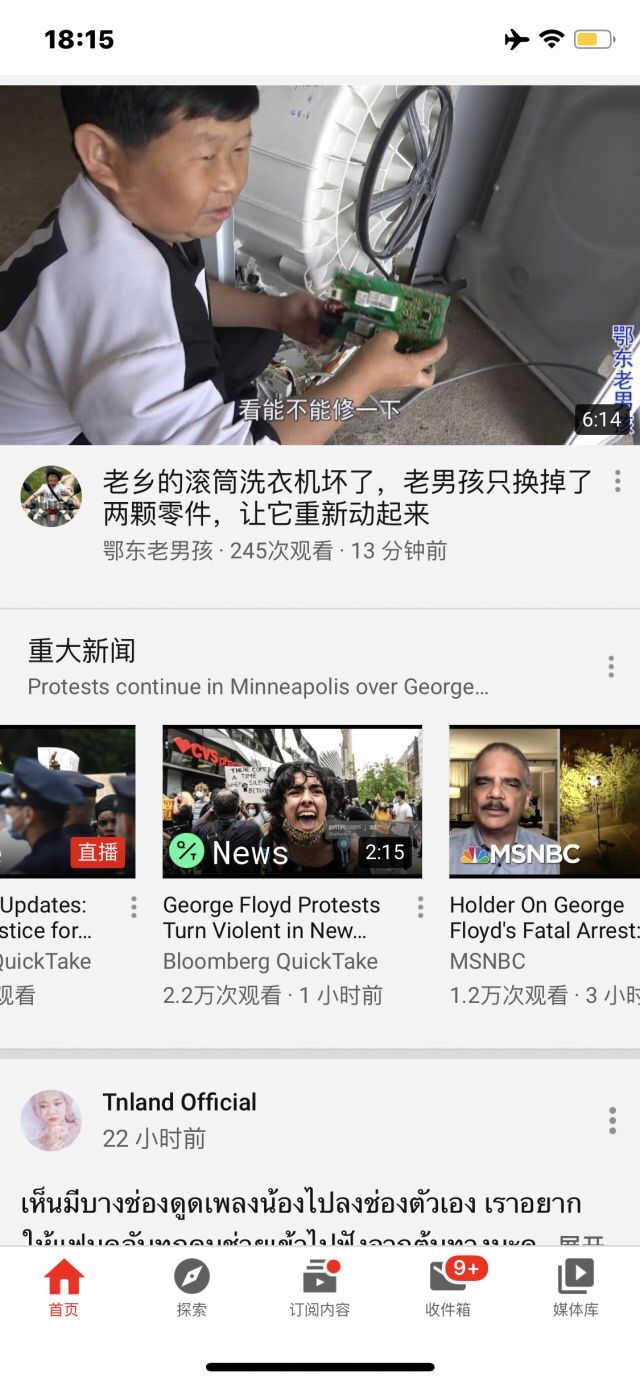 18:15
看能不能修一下
鄂东老男孩
6:14
老乡的滚筒洗衣机坏了，老男孩只换掉了
两颗零件，让它重新动起来
鄂东老男孩 · 245次观看 · 13 分钟前
重大新闻
Protests continue in Minneapolis over George...
直播
CVS
THERE COMES
A TIME
WHEN
SILENCE
News
2:15
MSNBC
Updates:
stice for...
QuickTake
观看
George Floyd Protests
Turn Violent in New...
Bloomberg QuickTake
2.2万次观看 · 1 小时前
Holder On George
Floyd's Fatal Arrest:
MSNBC
1.2万次观看 · 3 小时
Tnland Official
22 小时前
เห็นมีบางช่องดูดเพลงน้องไปลงช่องตัวเอง เราอยาก
展开
首页
探索
订阅内容
9+
收件箱
媒体库